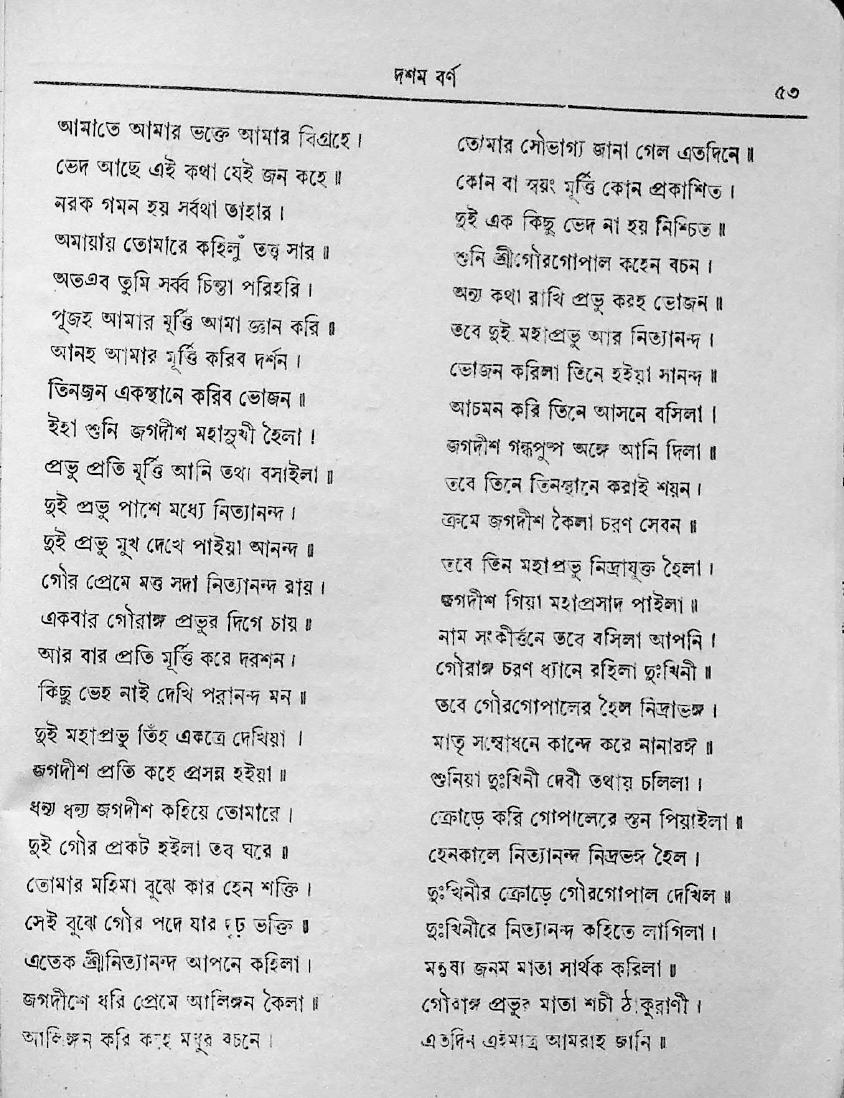 দশম বর্ণ
৫৩
আমাতে আমার ভক্তে আমার বিগ্রহে।
ভেদ আছে এই কথা যেই জন কহে॥
নরক গমন হয় সর্বথা তাহার।
অমায়ায় তোমারে কহিলুঁ তত্ত্ব সার॥
অতএব তুমি সর্ব্ব চিন্তা পরিহরি।
পূজহ আমার মূর্ত্তি আমা জ্ঞান করি॥
আনহ আমার মূর্ত্তি করিব দর্শন।
তিনজন একস্থানে করিব ভোজন॥
ইহা শুনি জগদীশ মহাসুখী হৈলা!
প্রভু প্রতি মূর্ত্তি আনি তথা বসাইলা॥
দুই প্রভু পাশে মধ্যে নিত্যানন্দ।
দুই প্রভু মুখ দেখে পাইয়া আনন্দ॥
গৌর প্রেমে মত্ত সদা নিত্যানন্দ রায়।
একবার গৌরাঙ্গ প্রভুর দিগে চায়॥
আর বার প্রতি মূর্ত্তি করে দরশন।
কিছু ভেহ নাই দেখি পরানন্দ মন॥
দুই মহাপ্রভু তিঁহ একত্রে দেখিয়া।
জগদীশ প্রতি কহে প্রসন্ন হইয়া॥
ধন্য ধন্য জগদীশ কহিয়ে তোমারে।
দুই গৌর প্রকট হইলা তব ঘরে॥
তোমার মহিমা বুঝে কার হেন শক্তি।
সেই বুঝে গৌর পদে যার দৃঢ় ভক্তি॥
এতেক শ্রীনিত্যানন্দ আপনে কহিলা।
জগদীশে ধরি প্রেমে আলিঙ্গন কৈলা॥
আলিঙ্গন করি কহে মধুর বচনে।
তোমার সৌভাগ্য জানা গেল এতদিনে॥
কোন বা স্বয়ং মূর্ত্তি কোন প্রকাশিত।
দুই এক কিছু ভেদ না হয় নিশ্চিত॥
শুনি শ্রীগৌরগোপাল কহেন বচন।
অন্য কথা রাখি প্রভু করহ ভোজন॥
তবে দুই মহাপ্রভু আর নিত্যানন্দ।
ভোজন করিলা তিনে হইয়া সানন্দ॥
আচমন করি তিনে আসনে বসিলা।
জগদীশ গন্ধপুষ্প অঙ্গে আনি দিলা॥
তবে তিনে তিনস্থানে করাই শয়ন।
ক্রমে জগদীশ কৈলা চরণ সেবন॥
তবে তিন মহাপ্রভু নিদ্রাযুক্ত হৈলা।
জগদীশ গিয়া মহাপ্রসাদ পাইলা॥
নাম সংকীর্ত্তনে তবে বসিলা আপনি।
গৌরাঙ্গ চরণ ধ্যানে রহিলা দুঃখিনী॥
তবে গৌরগোপালের হৈল নিদ্রাভঙ্গ।
মাতৃ সম্বোধনে কান্দে করে নানারঙ্গ॥
শুনিয়া দুঃখিনী দেবী তথায় চলিলা।
ক্রোড়ে করি গোপালেরে স্তন পিয়াইলা॥
হেনকালে নিত্যানন্দ নিদ্রভঙ্গ হৈল।
দুঃখিনীর ক্রোড়ে গৌরগোপাল দেখিল॥
দুঃখিনীরে নিত্যানন্দ কহিতে লাগিলা।
মনুষ্য জনম মাতা সার্থক করিলা॥
গৌরাঙ্গ প্রভুর মাতা শচী ঠাকুরাণী।
এতদিন এইমাত্র আমরাহ জানি॥